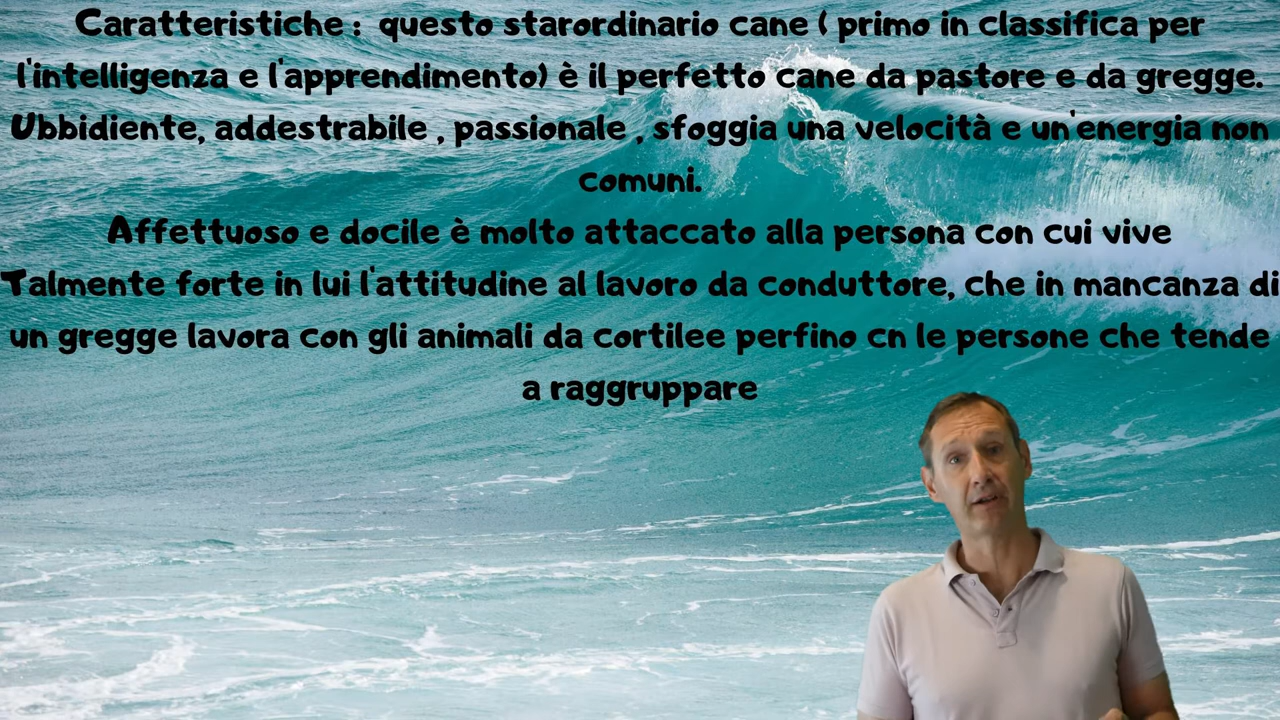 Caratteristiche : questo starordinario cane ( primo in classifica per
l'intelligenza e l'apprendimento) è il perfetto cane da pastore e da gregge.
Ubbidiente, addestrabile , passionale , sfoggia una velocità e un'energia non
comuni.
Affettuoso e docile è molto attaccato alla persona con cui vive
Talmente forte in lui l'attitudine al lavoro da conduttore, che in mancanza di
un gregge lavora con gli animali da cortilee perfino cn le persone che tende
a raggruppare